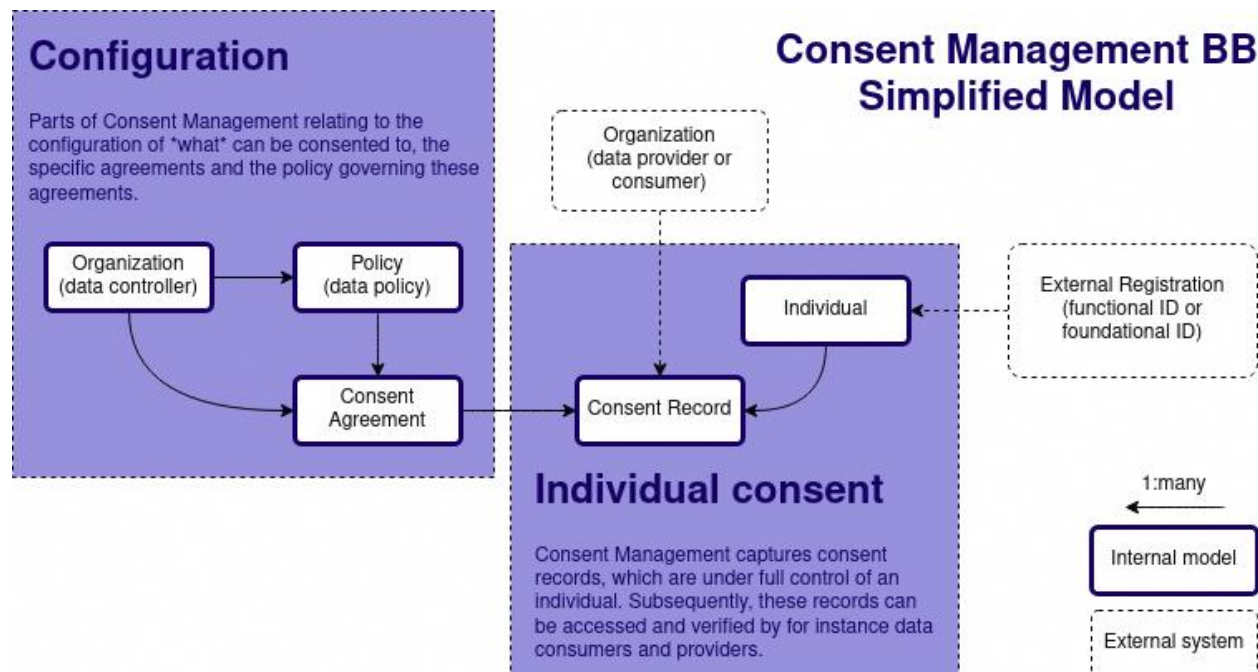 Configuration
Parts of Consent Management relating to the
configuration of *what* can be consented to, the
specific agreements and the policy governing these
agreements.
Consent Management BB
Simplified Model
Organization
(data provider or
consumer)
Organization
(data controller)
Policy
(data policy)
Individual
External Registration
(functional ID or
foundational ID)
Consent
Agreement
Consent Record
Individual consent
Consent Management captures consent
records, which are under full control of an
individual. Subsequently, these records can
be accessed and verified by for instance data
consumers and providers.
1:many
Internal model
External system